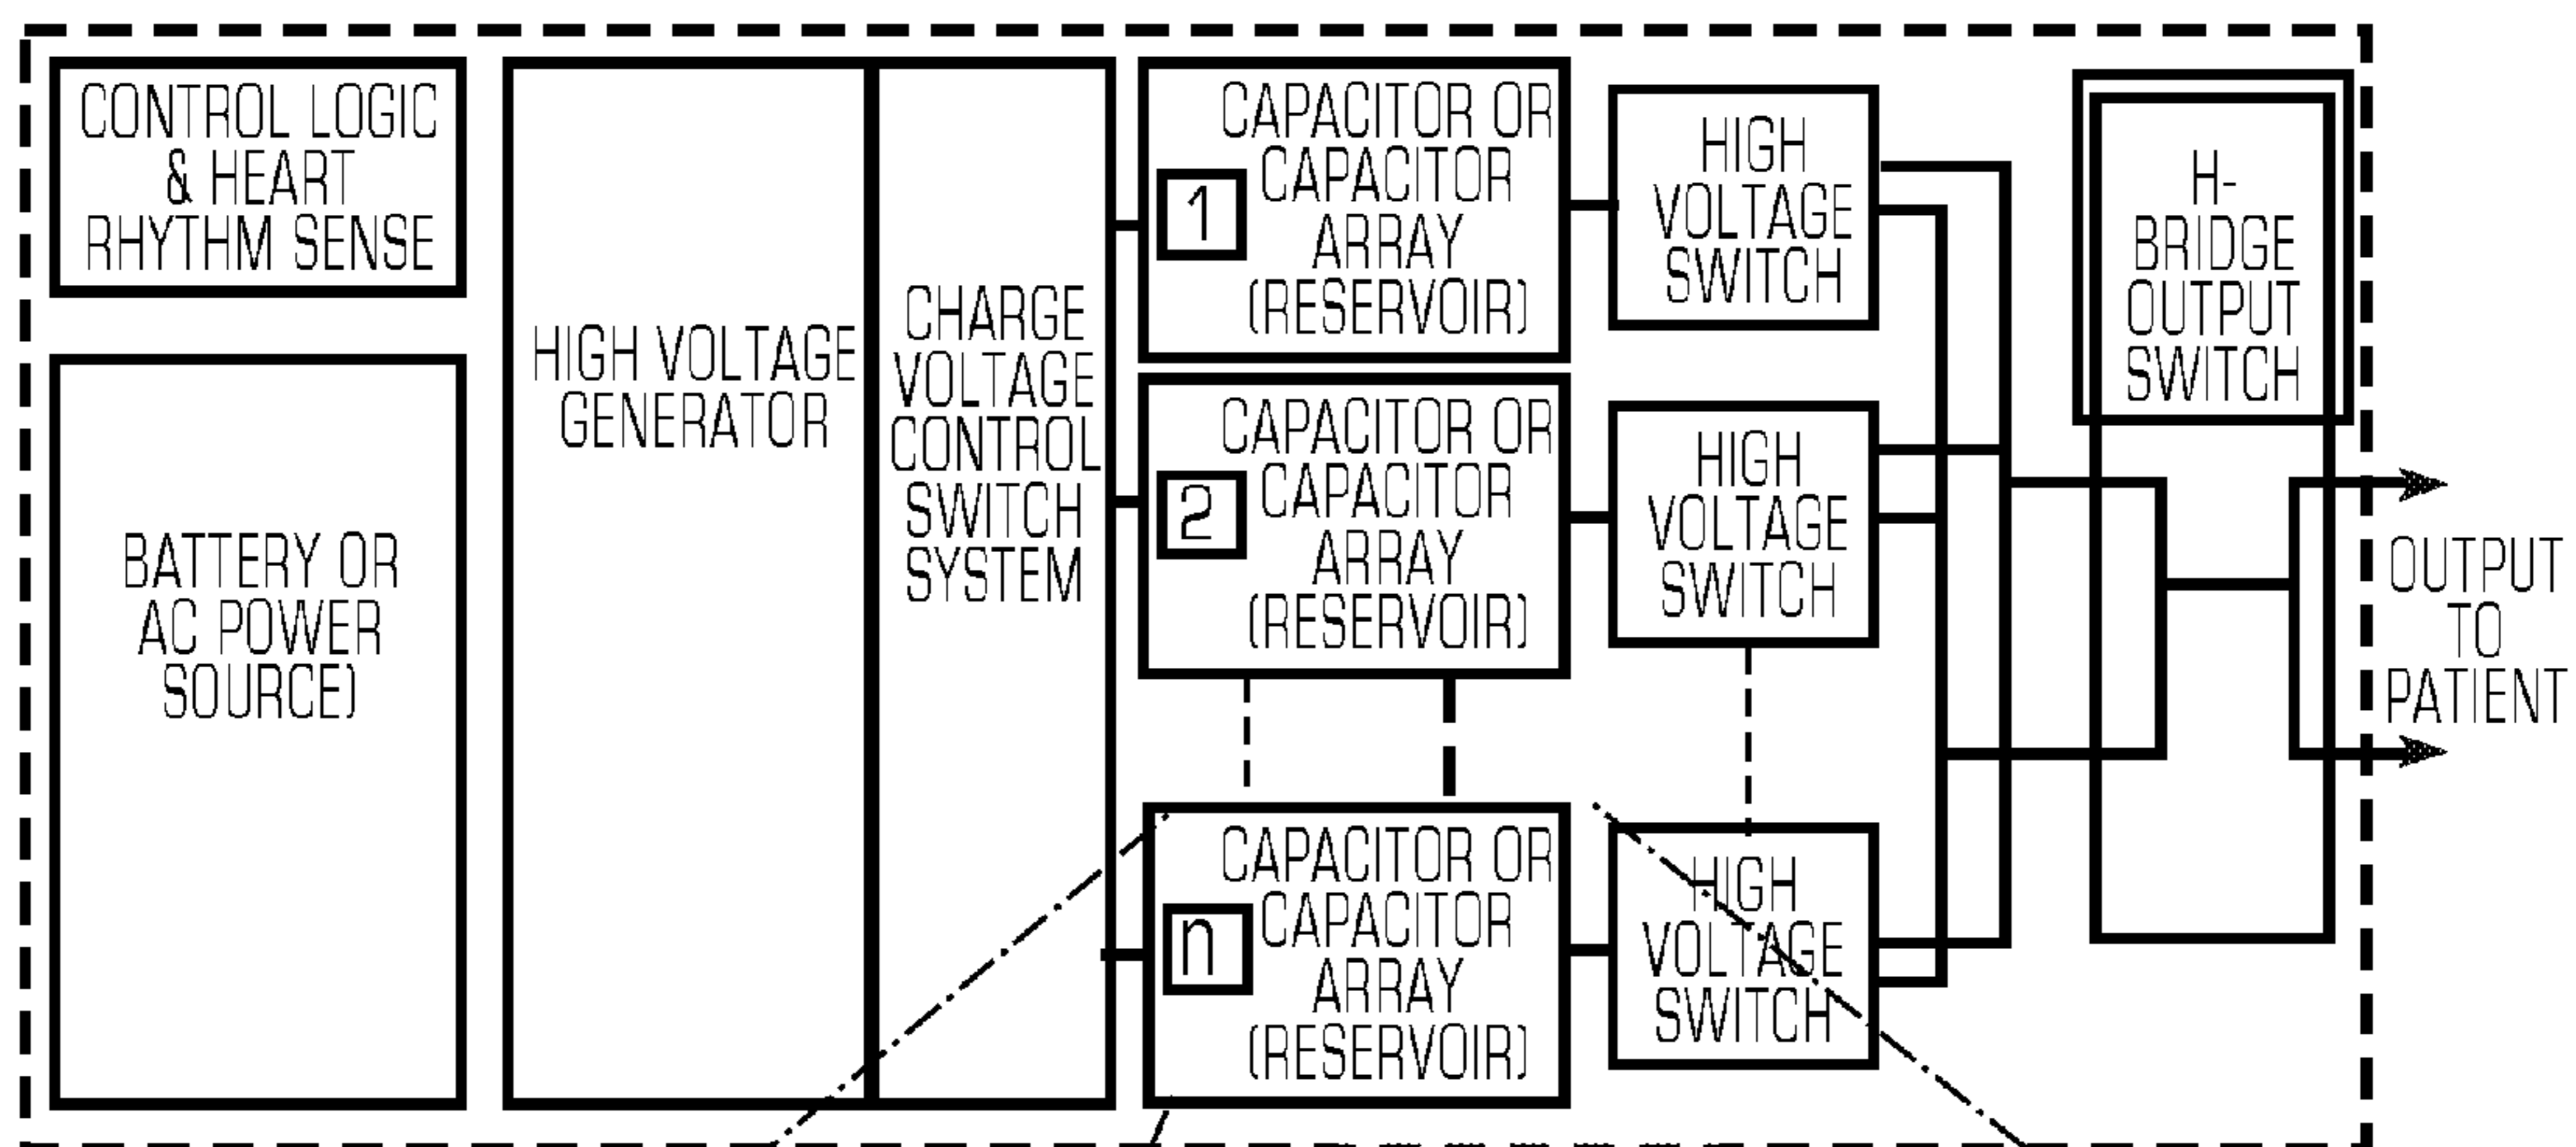 CONTROL LOGIC
& HEART
RHYTHM SENSE
BATTERY OR
AC POWER
SOURCE)
HIGH VOLTAGE
GENERATOR
CHARGE
VOLTAGE
CONTROL
SWITCH
SYSTEM
1
CAPACITOR OR
CAPACITOR
ARRAY
(RESERVOIR)
2
CAPACITOR OR
CAPACITOR
ARRAY
(RESERVOIR)
n
CAPACITOR OR
CAPACITOR
ARRAY
(RESERVOIR)
HIGH
VOLTAGE
SWITCH
HIGH
VOLTAGE
SWITCH
HIGH
VOLTAGE
SWITCH
H-
BRIDGE
OUTPUT
SWITCH
OUTPUT
TO
PATIENT